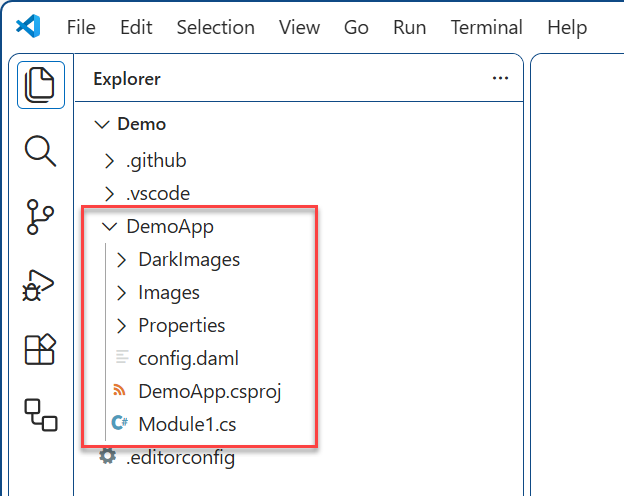 File Edit Selection View Go Run Terminal Help
Explorer ...
Demo
.github
.vscode
DemoApp
DarkImages
Images
Properties
config.daml
DemoApp.csproj
C# Module1.cs
.editorconfig